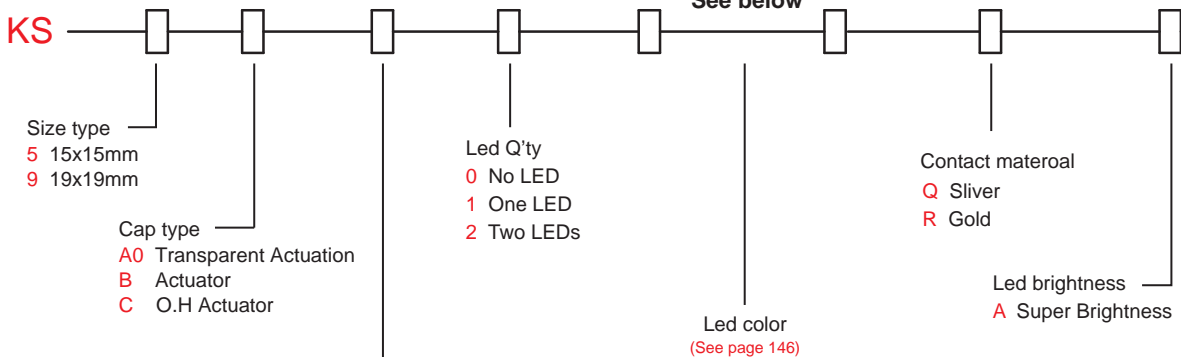 See below
KS
Size type
5 15x15mm
9 19x19mm
Cap type
A0 Transparent Actuation
B Actuator
C O.H Actuator
Led Q'ty
0 No LED
1 One LED
2 Two LEDs
Led color
(See page 146)
Contact materoal
Q Sliver
R Gold
Led brightness
A Super Brightness